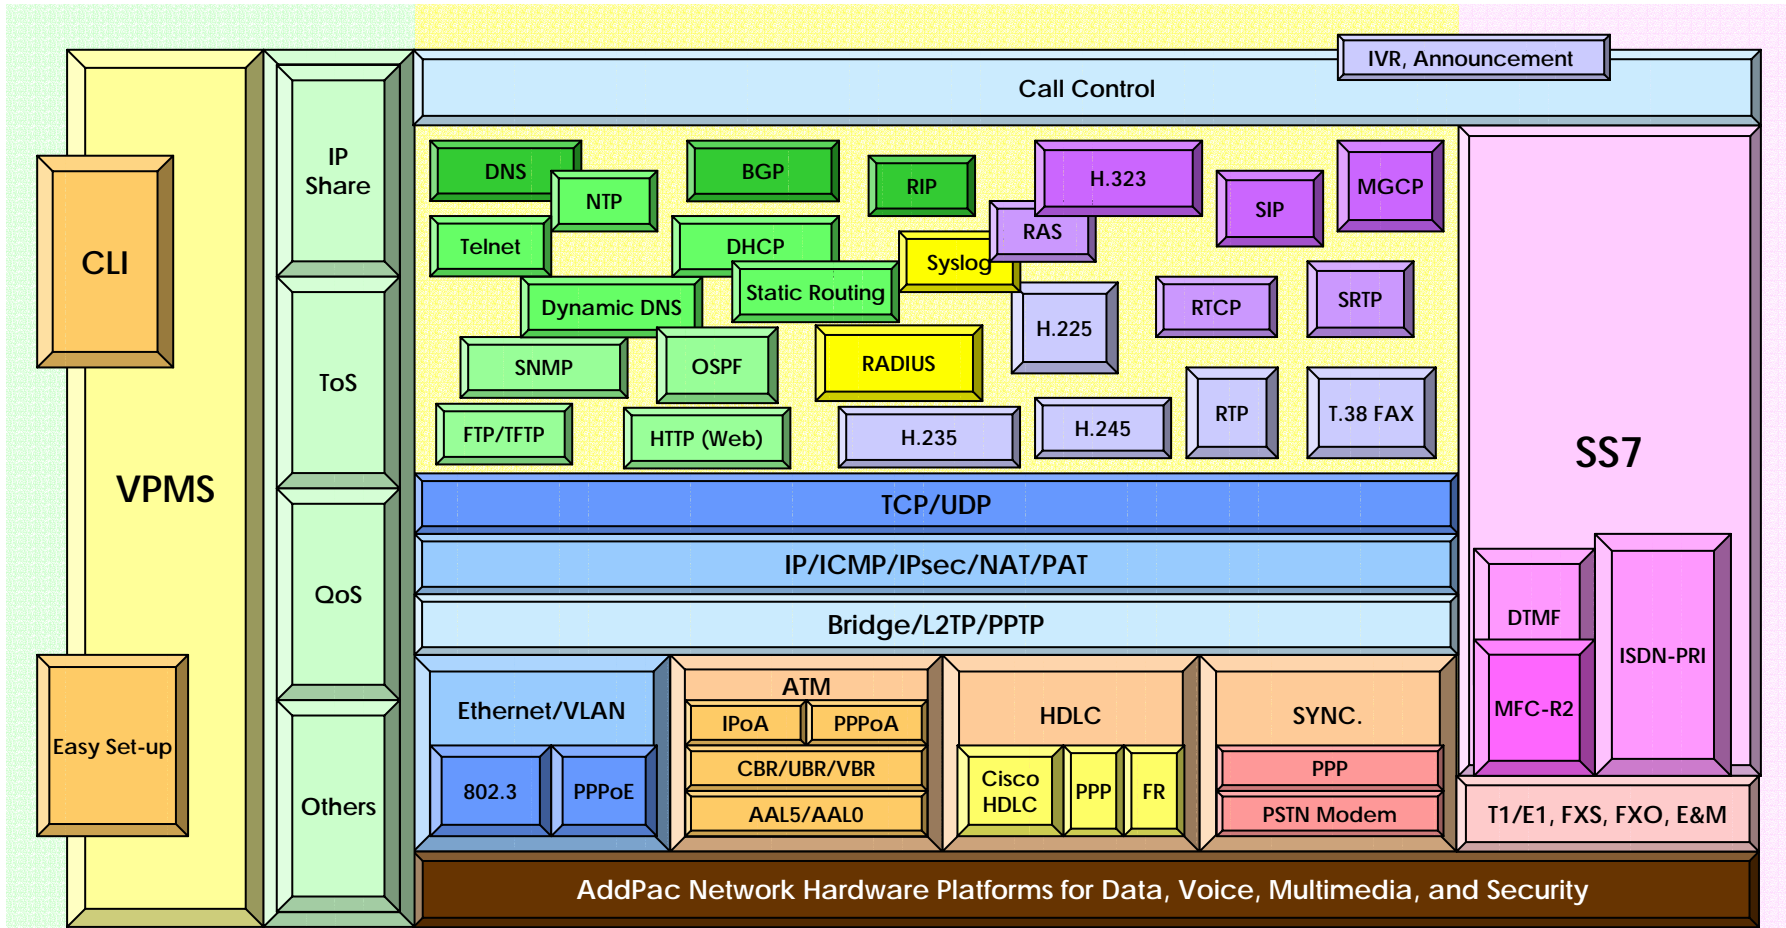 IVR, Announcement
Call Control
VPMS
CLI
Easy Set-up
IP
Share
ToS
QoS
Others
DNS
NTP
BGP
RIP
H.323
SIP
MGCP
Telnet
DHCP
Syslog
RAS
Dynamic DNS
Static Routing
H.225
RTCP
SRTP
SNMP
OSPF
RADIUS
FTP/TFTP
HTTP (Web)
H.235
H.245
RTP
T.38 FAX
SS7
DTMF
MFC-R2
ISDN-PRI
TCP/UDP
IP/ICMP/IPsec/NAT/PAT
Bridge/L2TP/PPTP
Ethernet/VLAN
802.3
PPPoE
ATM
IPoA
PPPoA
CBR/UBR/VBR
AAL5/AAL0
HDLC
Cisco
HDLC
PPP
FR
SYNC.
PPP
PSTN Modem
T1/E1, FXS, FXO, E&M
AddPac Network Hardware Platforms for Data, Voice, Multimedia, and Security